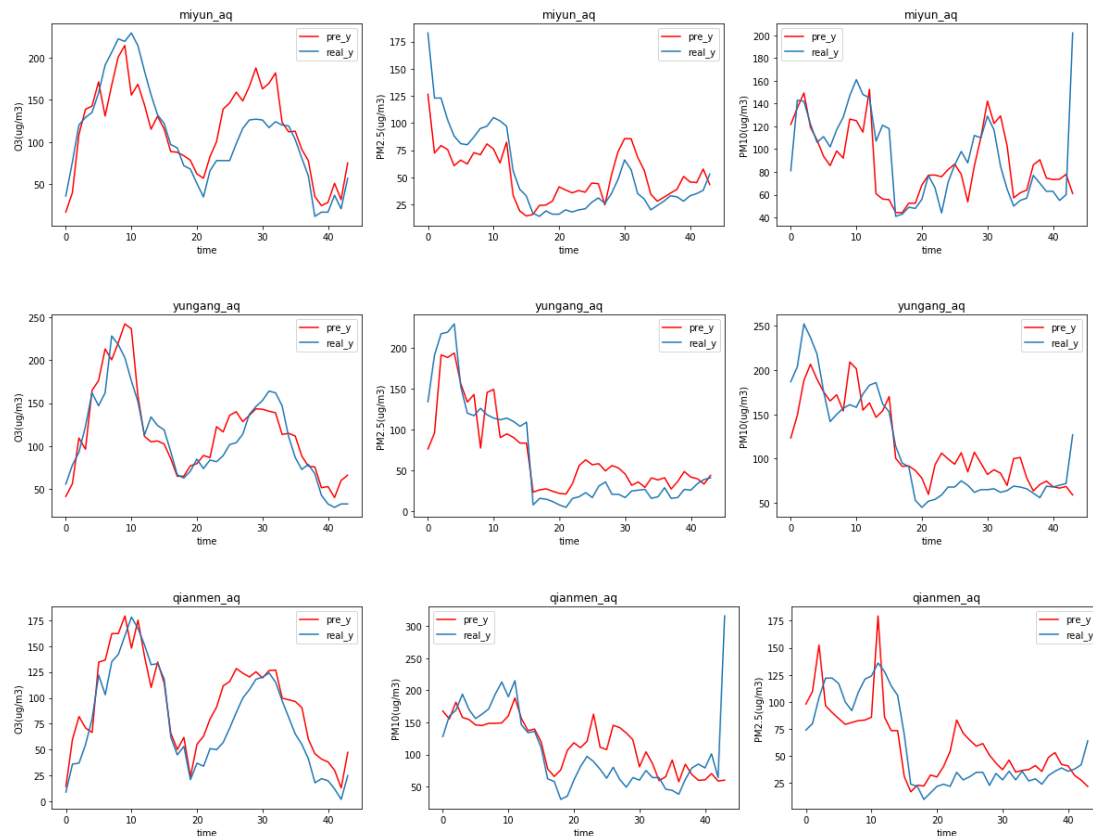 miyun_aq
O3(ug/m3)
200
150
100
50
0 10 20 30 40
time
pre_y
real_y
miyun_aq
PM2.5(ug/m3)
175
150
125
100
75
50
25
0 10 20 30 40
time
pre_y
real_y
miyun_aq
PM10(ug/m3)
200
180
160
140
120
100
80
60
40
0 10 20 30 40
time
pre_y
real_y
yungang_aq
O3(ug/m3)
250
200
150
100
50
0 10 20 30 40
time
pre_y
real_y
yungang_aq
PM2.5(ug/m3)
200
150
100
50
0
0 10 20 30 40
time
pre_y
real_y
yungang_aq
PM10(ug/m3)
250
200
150
100
50
0 10 20 30 40
time
pre_y
real_y
qianmen_aq
O3(ug/m3)
175
150
125
100
75
50
25
0
0 10 20 30 40
time
pre_y
real_y
qianmen_aq
PM10(ug/m3)
300
250
200
150
100
50
0 10 20 30 40
time
pre_y
real_y
qianmen_aq
PM2.5(ug/m3)
175
150
125
100
75
50
25
0 10 20 30 40
time
pre_y
real_y